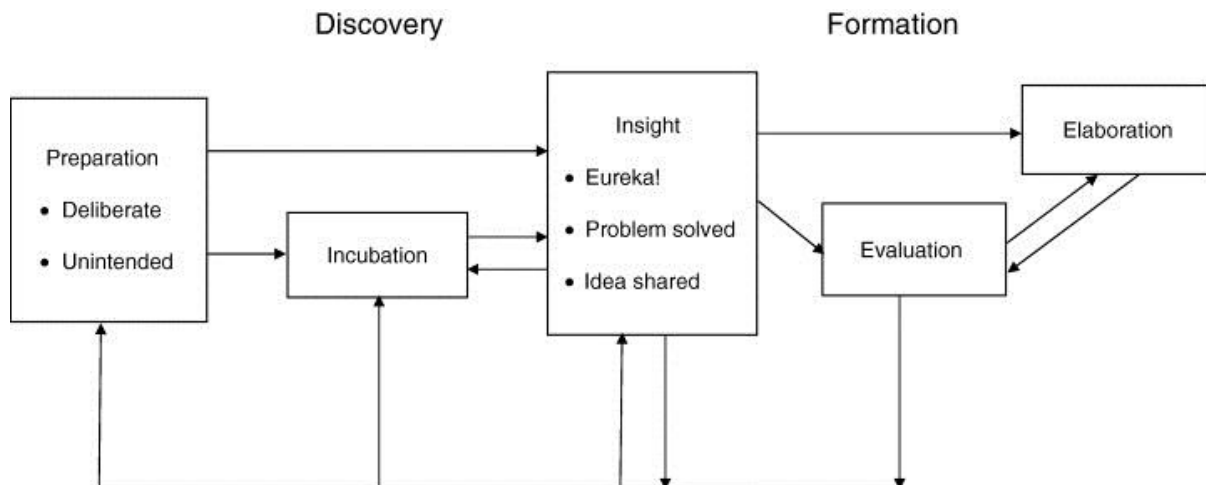 Discovery
Formation
Preparation
• Deliberate
• Unintended
Incubation
Insight
• Eureka!
• Problem solved
• Idea shared
Evaluation
Elaboration